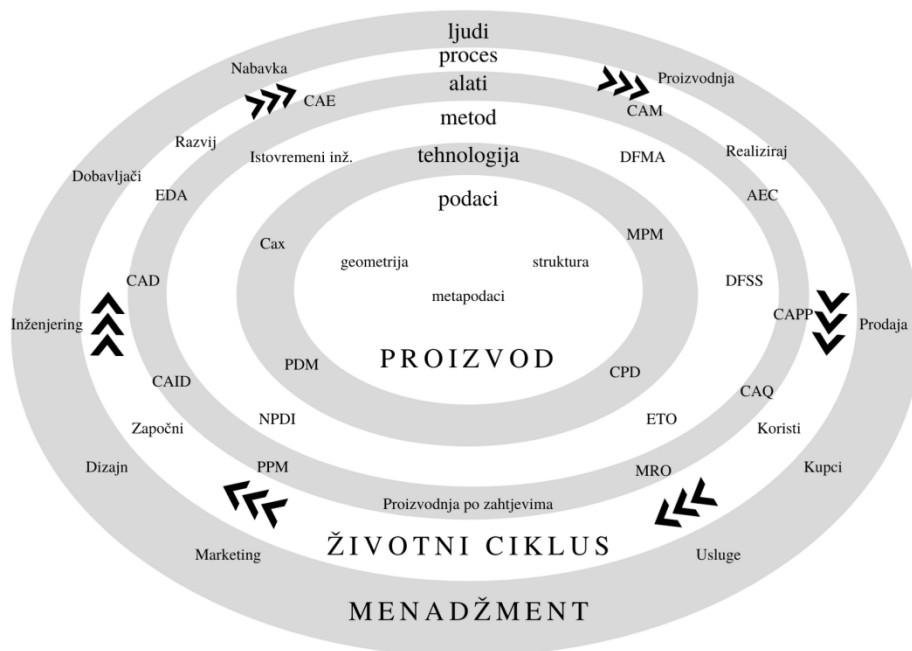 ljudi
proces
Nabavka
Proizvodnja
alati
CAE
CAM
metod
Razvij
Realiziraj
Istovremeni inž.
tehnologija
DFMA
Dobavljači
EDA
podaci
AEC
Cax
MPM
geometrija
struktura
CAD
DFSS
metapodaci
CAPP
Inženjering
Prodaja
PROIZVOD
PDM
CPD
CAID
CAQ
NPDI
ETO
Započni
Koristi
Dizajn
PPM
MRO
Kupci
Proizvodnja po zahtjevima
ŽIVOTNI CIKLUS
Marketing
Usluge
MENADŽMENT